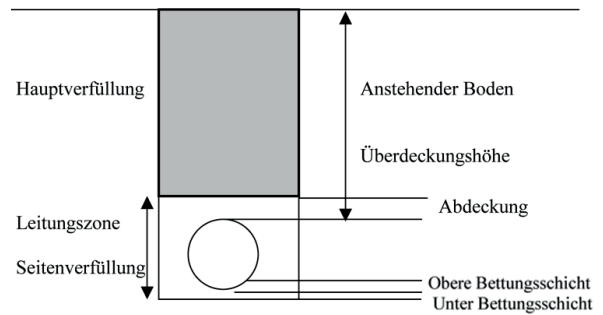 Hauptverfüllung
Anstehender Boden
Überdeckungshöhe
Abdeckung
Leitungszone
Seitenverfüllung
Obere Bettungsschicht
Unter Bettungsschicht